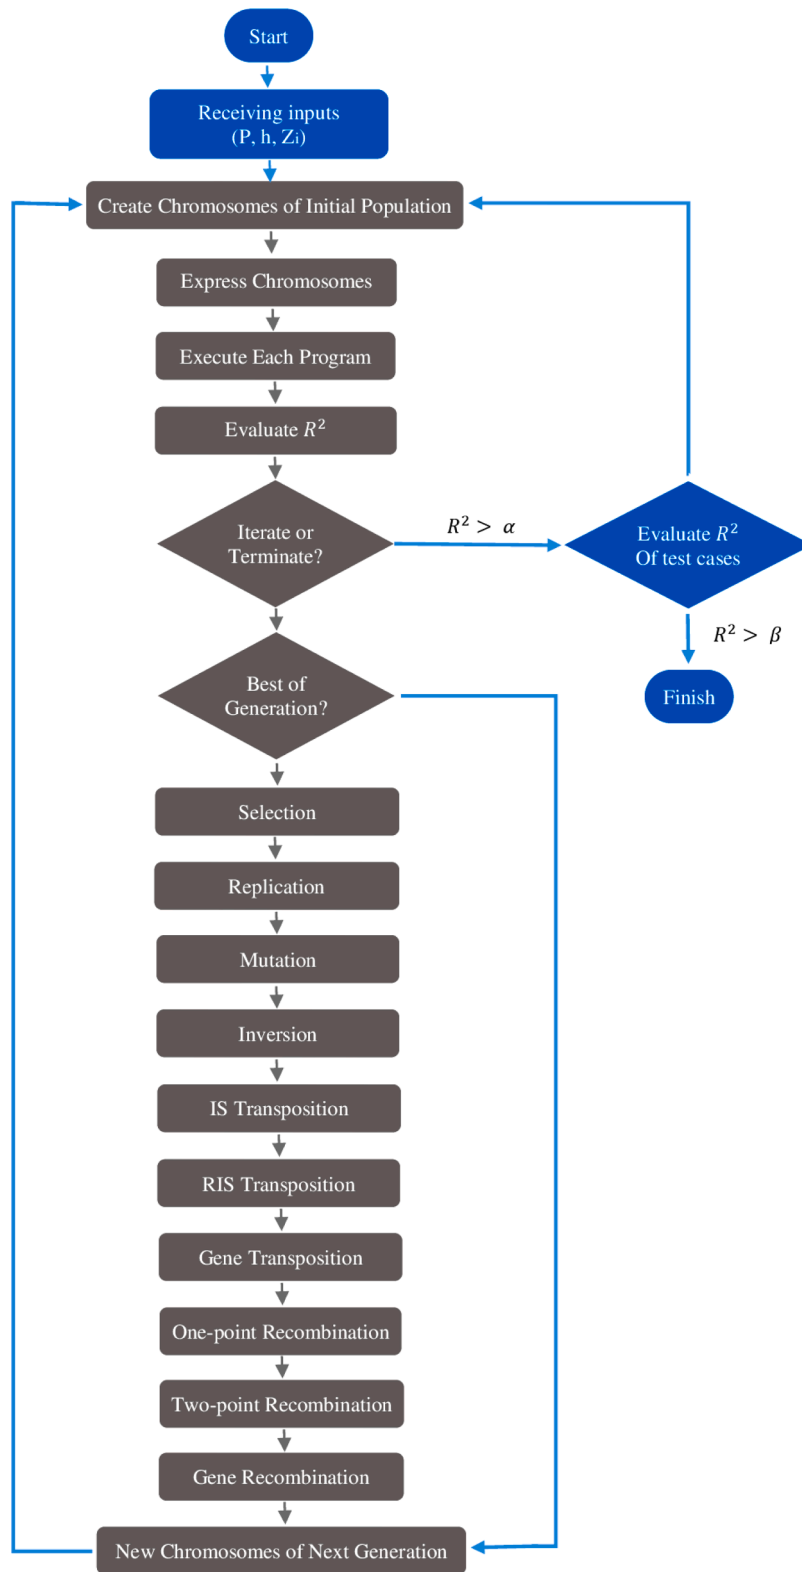 Start
Receiving inputs
(P, h, Zi)
Create Chromosomes of Initial Population
Express Chromosomes
Execute Each Program
Evaluate R²
Iterate or
Terminate?
R² > α
Evaluate R²
Of test cases
R² > β
Finish
Best of
Generation?
Selection
Replication
Mutation
Inversion
IS Transposition
RIS Transposition
Gene Transposition
One-point Recombination
Two-point Recombination
Gene Recombination
New Chromosomes of Next Generation